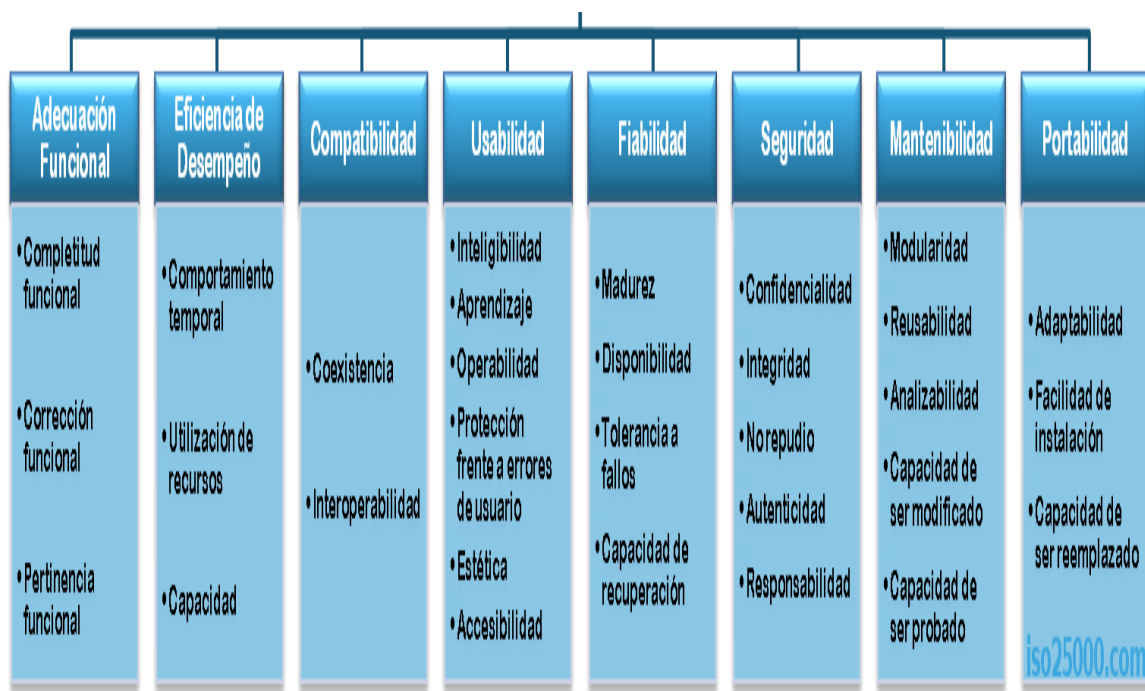 Adecuación
Funcional
• Completitud
funcional
• Corrección
funcional
• Pertinencia
funcional
Eficiencia de
Desempeño
• Comportamiento
temporal
• Utilización de
recursos
• Capacidad
Compatibilidad
• Coexistencia
• Interoperabilidad
Usabilidad
• Inteligibilidad
• Aprendizaje
• Operabilidad
• Protección
frente a errores
de usuario
• Estética
• Accesibilidad
Fiabilidad
• Madurez
• Disponibilidad
• Tolerancia a
fallos
• Capacidad de
recuperación
Seguridad
• Confidencialidad
• Integridad
• No repudio
• Autenticidad
• Responsabilidad
Mantenibilidad
• Modularidad
• Reusabilidad
• Analizabilidad
• Capacidad de
ser modificado
• Capacidad de
ser probado
Portabilidad
• Adaptabilidad
• Facilidad de
instalación
• Capacidad de
ser reemplazado
iso25000.com